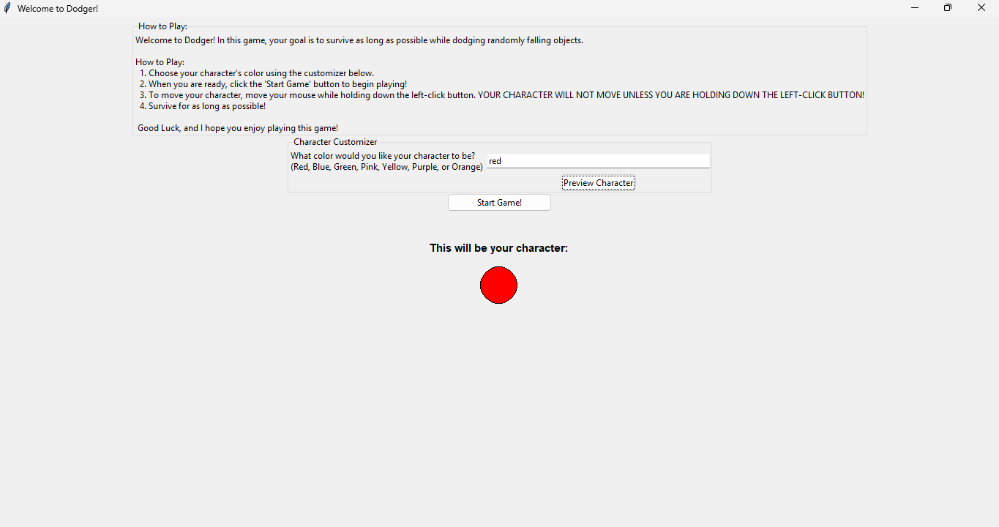 Welcome to Dodger!
How to Play:
Welcome to Dodger! In this game, your goal is to survive as long as possible while dodging randomly falling objects.
How to Play:
1. Choose your character's color using the customizer below.
2. When you are ready, click the 'Start Game' button to begin playing!
3. To move your character, move your mouse while holding down the left-click button. YOUR CHARACTER WILL NOT MOVE UNLESS YOU ARE HOLDING DOWN THE LEFT-CLICK BUTTON!
4. Survive for as long as possible!
Good Luck, and I hope you enjoy playing this game!
Character Customizer
What color would you like your character to be?
(Red, Blue, Green, Pink, Yellow, Purple, or Orange)
red
Preview Character
Start Game!
This will be your character: